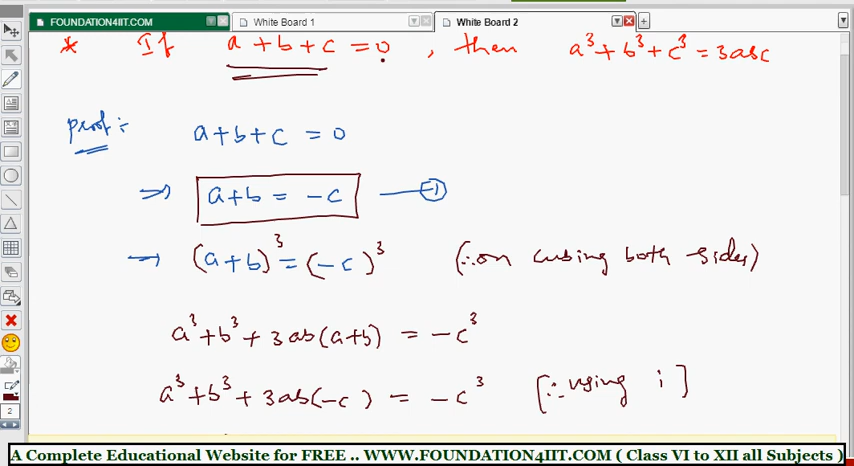 FOUNDATION4IIT.COM White Board 1 White Board 2
* If a + b + c = 0 , then a³ + b³ + c³ = 3abc
proof :- a + b + c = 0
⇒ a + b = - c — ①
→ (a + b)³ = (- c)³ (∵ on cubing both sides)
a³ + b³ + 3ab(a + b) = - c³
a³ + b³ + 3ab(- c) = - c³ [∵ using i]
2
A Complete Educational Website for FREE .. WWW.FOUNDATION4IIT.COM ( Class VI to XII all Subjects )